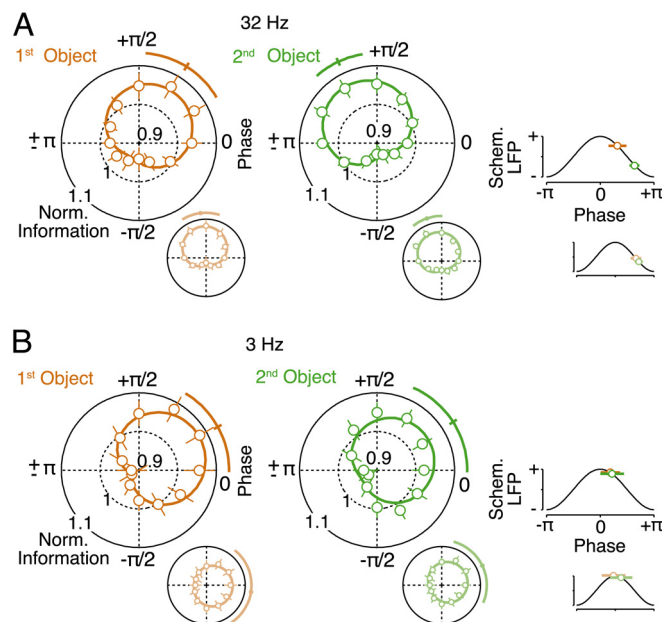 A
32 Hz
1st Object
+π/2
2nd Object
+π/2
± π
0.9
0
Phase
± π
0.9
0
1
1.1
Norm.
Information
-π/2
1
1.1
-π/2
Schem.
LFP
+
-
-π
0
+π
Phase
B
3 Hz
1st Object
+π/2
2nd Object
+π/2
± π
0.9
0
Phase
± π
0.9
0
1
1.1
Norm.
Information
-π/2
1
1.1
-π/2
Schem.
LFP
+
-
-π
0
+π
Phase